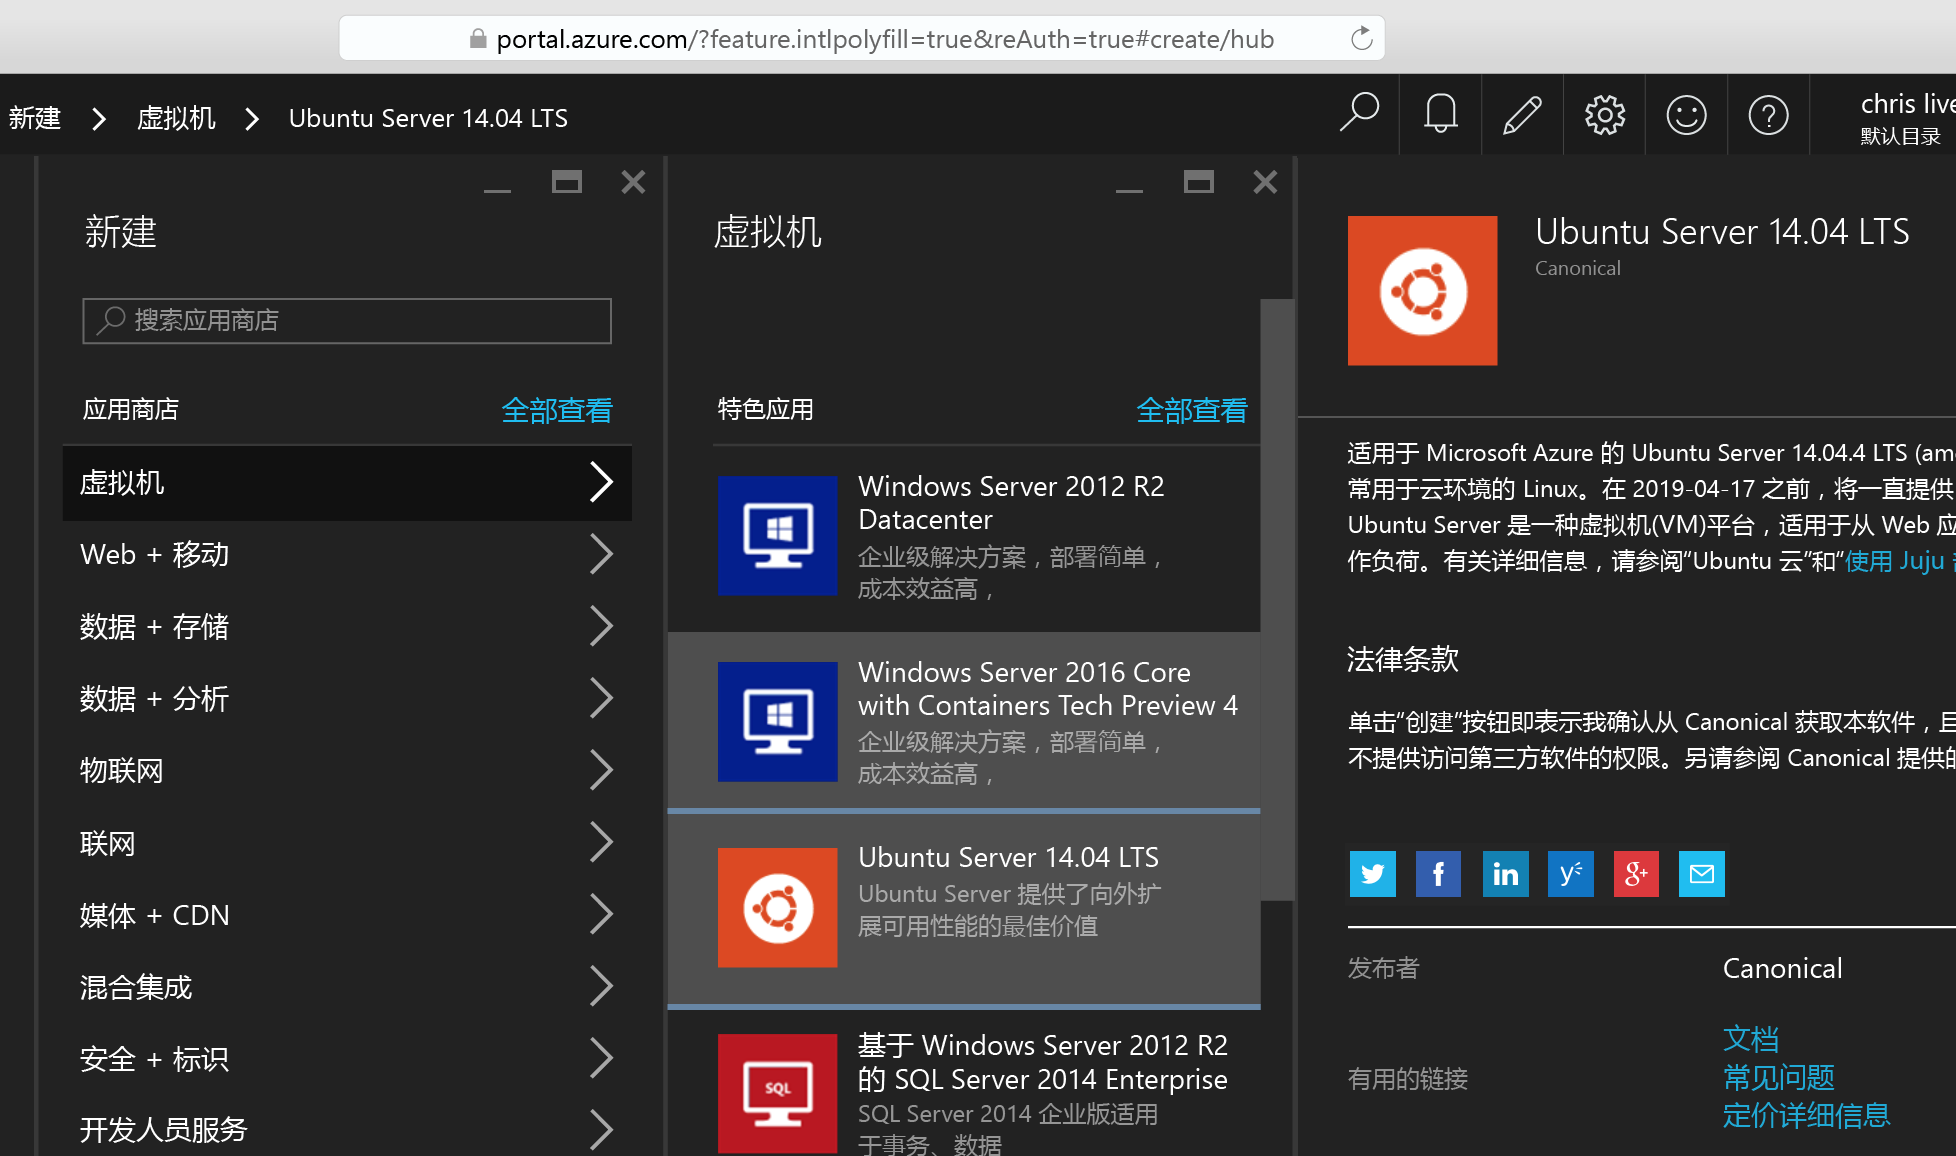 portal.azure.com/?feature.intlpolyfill=true&reAuth=true#create/hub
新建 虚拟机 Ubuntu Server 14.04 LTS
chris live
默认目录
新建
搜索应用商店
应用商店 全部查看
虚拟机
Web + 移动
数据 + 存储
数据 + 分析
物联网
联网
媒体 + CDN
混合集成
安全 + 标识
开发人员服务
虚拟机
特色应用 全部查看
Windows Server 2012 R2
Datacenter
企业级解决方案，部署简单，
成本效益高，
Windows Server 2016 Core
with Containers Tech Preview 4
企业级解决方案，部署简单，
成本效益高，
Ubuntu Server 14.04 LTS
Ubuntu Server 提供了向外扩
展可用性能的最佳价值
SQL
基于 Windows Server 2012 R2
的 SQL Server 2014 Enterprise
SQL Server 2014 企业版适用
于事务、数据
Ubuntu Server 14.04 LTS
Canonical
适用于 Microsoft Azure 的 Ubuntu Server 14.04.4 LTS (am
常用于云环境的 Linux。在 2019-04-17 之前，将一直提供
Ubuntu Server 是一种虚拟机(VM)平台，适用于从 Web 应
作负荷。有关详细信息，请参阅“Ubuntu 云”和“使用 Juju
法律条款
单击“创建”按钮即表示我确认从 Canonical 获取本软件，且
不提供访问第三方软件的权限。另请参阅 Canonical 提供的
发布者 Canonical
有用的链接
文档
常见问题
定价详细信息